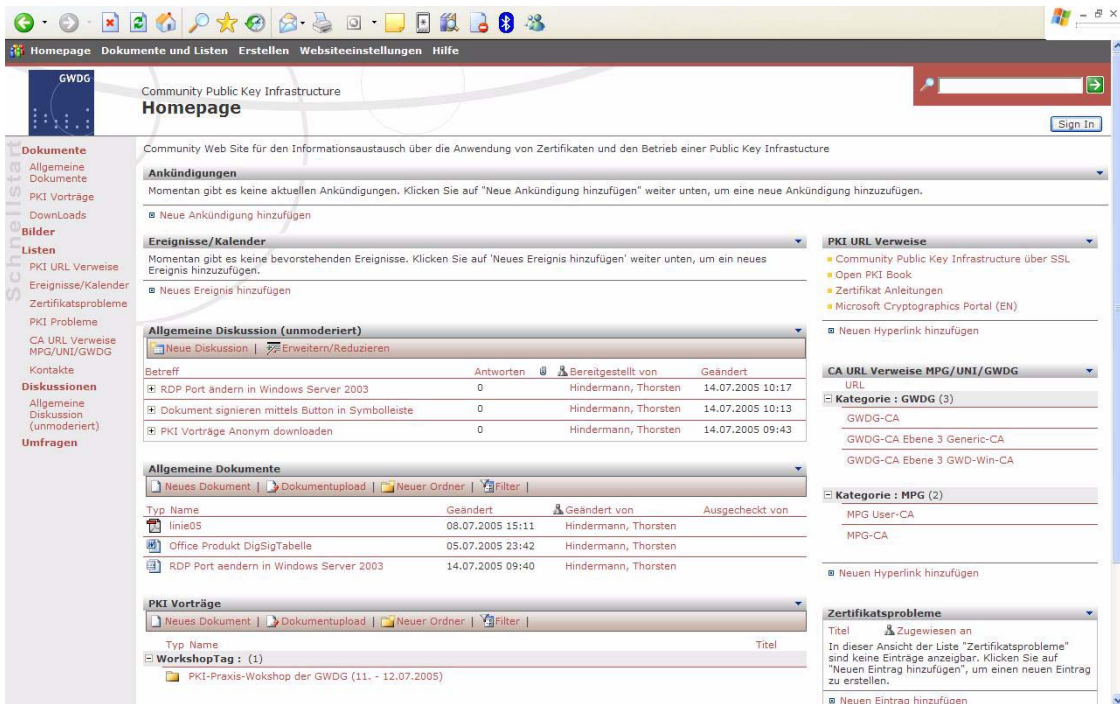 Homepage Dokumente und Listen Erstellen Websiteeinstellungen Hilfe
GWDG
Community Public Key Infrastructure
Homepage
Sign In
Schnellstart
Dokumente
Allgemeine
Dokumente
PKI Vorträge
DownLoads
Bilder
Listen
PKI URL Verweise
Ereignisse/Kalender
Zertifikatsprobleme
PKI Probleme
CA URL Verweise
MPG/UNI/GWDG
Kontakte
Diskussionen
Allgemeine
Diskussion
(unmoderiert)
Umfragen
Community Web Site für den Informationsaustausch über die Anwendung von Zertifikaten und den Betrieb einer Public Key Infrastucture
Ankündigungen
Momentan gibt es keine aktuellen Ankündigungen. Klicken Sie auf "Neue Ankündigung hinzufügen" weiter unten, um eine neue Ankündigung hinzuzufügen.
Neue Ankündigung hinzufügen
Ereignisse/Kalender
Momentan gibt es keine bevorstehenden Ereignisse. Klicken Sie auf 'Neues Ereignis hinzufügen' weiter unten, um ein neues
Ereignis hinzuzufügen.
Neues Ereignis hinzufügen
Allgemeine Diskussion (unmoderiert)
Neue Diskussion | Erweitern/Reduzieren
Betreff Antworten Bereitgestellt von Geändert
RDP Port ändern in Windows Server 2003 0 Hindermann, Thorsten 14.07.2005 10:17
Dokument signieren mittels Button in Symbolleiste 0 Hindermann, Thorsten 14.07.2005 10:13
PKI Vorträge Anonym downloaden 0 Hindermann, Thorsten 14.07.2005 09:43
Allgemeine Dokumente
Neues Dokument | Dokumentupload | Neuer Ordner | Filter |
Typ Name Geändert Geändert von Ausgecheckt von
linie05 08.07.2005 15:11 Hindermann, Thorsten
Office Produkt DigSigTabelle 05.07.2005 23:42 Hindermann, Thorsten
RDP Port aendern in Windows Server 2003 14.07.2005 09:40 Hindermann, Thorsten
PKI Vorträge
Neues Dokument | Dokumentupload | Neuer Ordner | Filter |
Typ Name Titel
WorkshopTag : (1)
PKI-Praxis-Wokshop der GWDG (11. - 12.07.2005)
PKI URL Verweise
Community Public Key Infrastructure über SSL
Open PKI Book
Zertifikat Anleitungen
Microsoft Cryptographics Portal (EN)
Neuen Hyperlink hinzufügen
CA URL Verweise MPG/UNI/GWDG
URL
Kategorie : GWDG (3)
GWDG-CA
GWDG-CA Ebene 3 Generic-CA
GWDG-CA Ebene 3 GWD-Win-CA
Kategorie : MPG (2)
MPG User-CA
MPG-CA
Neuen Hyperlink hinzufügen
Zertifikatsprobleme
Titel Zugewiesen an
In dieser Ansicht der Liste "Zertifikatsprobleme"
sind keine Einträge anzeigbar. Klicken Sie auf
"Neuen Eintrag hinzufügen", um einen neuen Eintrag
zu erstellen.
Neuen Eintrag hinzufügen